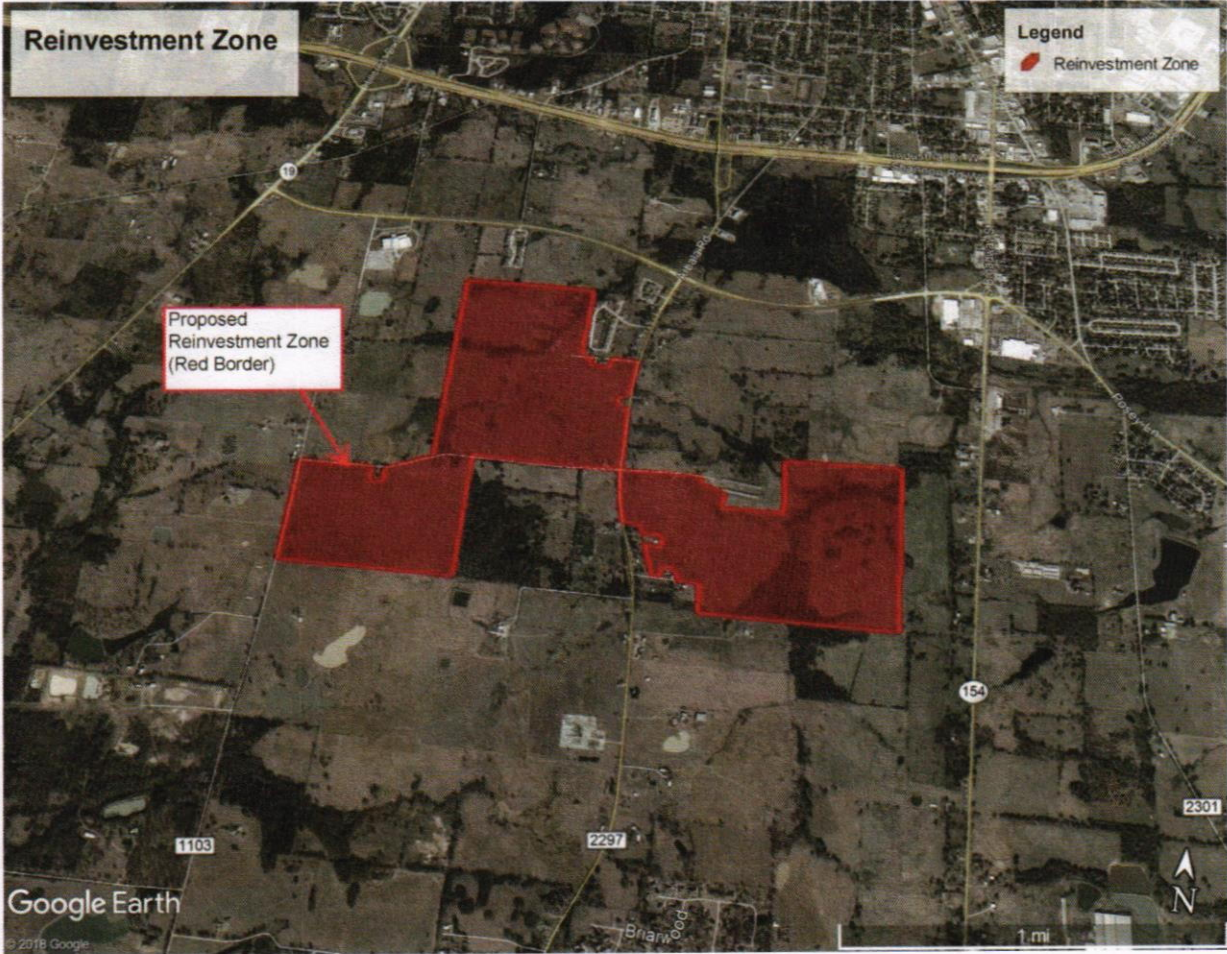 Reinvestment Zone
Legend
Reinvestment Zone
19
Proposed
Reinvestment Zone
(Red Border)
154
2301
1103
2297
N
Google Earth
Briarwood
1 mi
© 2018 Google